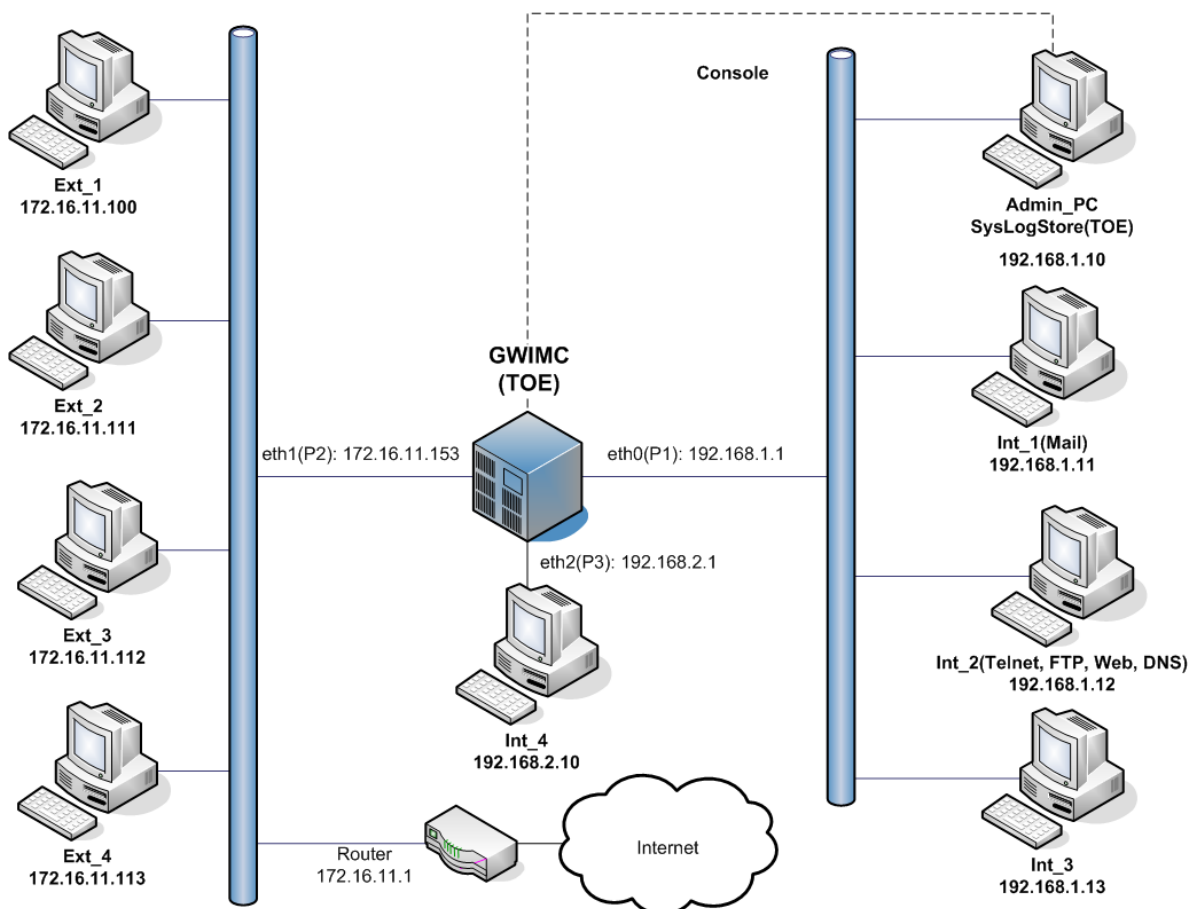 Ext_1
172.16.11.100
Ext_2
172.16.11.111
Ext_3
172.16.11.112
Ext_4
172.16.11.113
Console
GWIMC
(TOE)
eth1(P2): 172.16.11.153
eth0(P1): 192.168.1.1
eth2(P3): 192.168.2.1
Int_4
192.168.2.10
Router
172.16.11.1
Internet
Admin_PC
SysLogStore(TOE)
192.168.1.10
Int_1(Mail)
192.168.1.11
Int_2(Telnet, FTP, Web, DNS)
192.168.1.12
Int_3
192.168.1.13